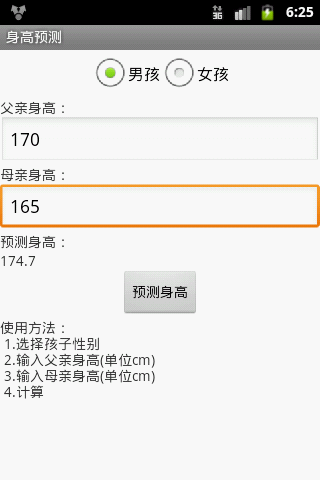 3G 6:25
身高预测
男孩 女孩
父亲身高：
170
母亲身高：
165
预测身高：
174.7
预测身高
使用方法：
1.选择孩子性别
2.输入父亲身高(单位cm)
3.输入母亲身高(单位cm)
4.计算